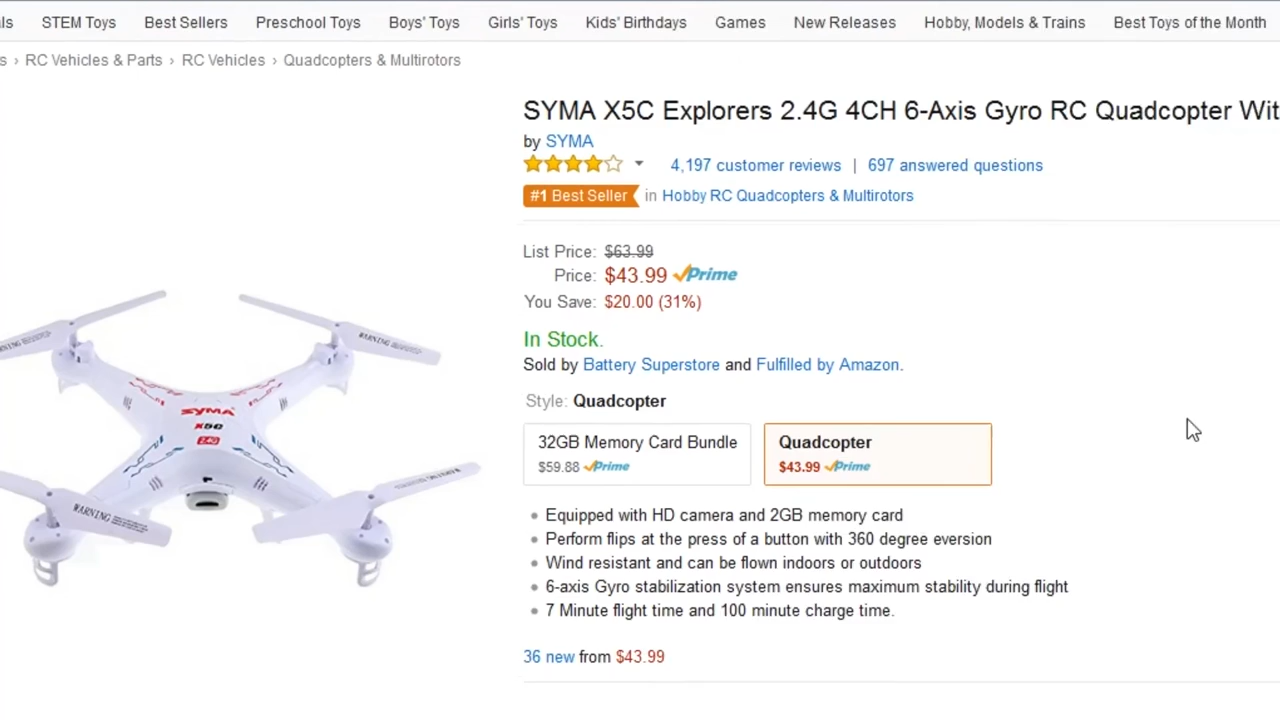 ls STEM Toys Best Sellers Preschool Toys Boys' Toys Girls' Toys Kids' Birthdays Games New Releases Hobby, Models & Trains Best Toys of the Month
s › RC Vehicles & Parts › RC Vehicles › Quadcopters & Multirotors
SYMA X5C Explorers 2.4G 4CH 6-Axis Gyro RC Quadcopter Wit
by SYMA
4,197 customer reviews | 697 answered questions
#1 Best Seller in Hobby RC Quadcopters & Multirotors
List Price: $63.99
Price: $43.99 Prime
You Save: $20.00 (31%)
In Stock.
Sold by Battery Superstore and Fulfilled by Amazon.
Style: Quadcopter
32GB Memory Card Bundle
$59.88 Prime
Quadcopter
$43.99 Prime
• Equipped with HD camera and 2GB memory card
• Perform flips at the press of a button with 360 degree eversion
• Wind resistant and can be flown indoors or outdoors
• 6-axis Gyro stabilization system ensures maximum stability during flight
• 7 Minute flight time and 100 minute charge time.
36 new from $43.99
WARNING
WARNING
SYMA
X5C
2.4G
WARNING